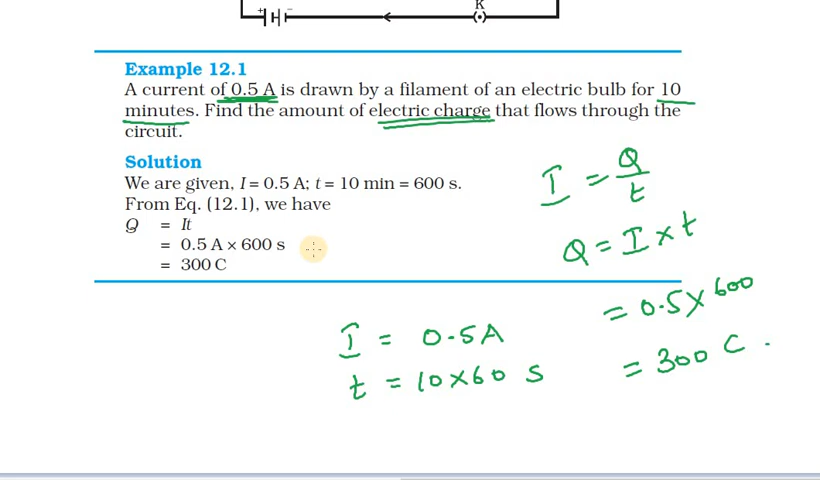 K
Example 12.1
A current of 0.5 A is drawn by a filament of an electric bulb for 10
minutes. Find the amount of electric charge that flows through the
circuit.
Solution
We are given, I = 0.5 A; t = 10 min = 600 s.
From Eq. (12.1), we have
Q = It
= 0.5 A × 600 s
= 300 C
I = Q/t
Q = I × t
= 0.5 × 600
= 300 C.
I = 0.5A
t = 10×60 s